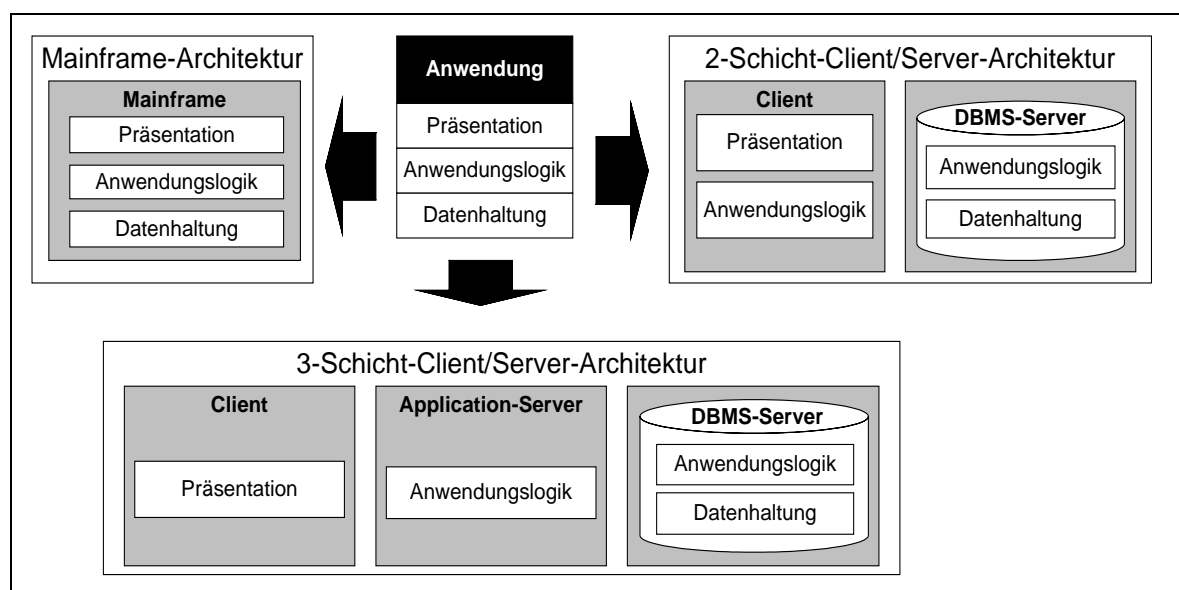 Mainframe-Architektur
Mainframe
Präsentation
Anwendungslogik
Datenhaltung
Anwendung
Präsentation
Anwendungslogik
Datenhaltung
2-Schicht-Client/Server-Architektur
Client
Präsentation
Anwendungslogik
DBMS-Server
Anwendungslogik
Datenhaltung
3-Schicht-Client/Server-Architektur
Client
Präsentation
Application-Server
Anwendungslogik
DBMS-Server
Anwendungslogik
Datenhaltung